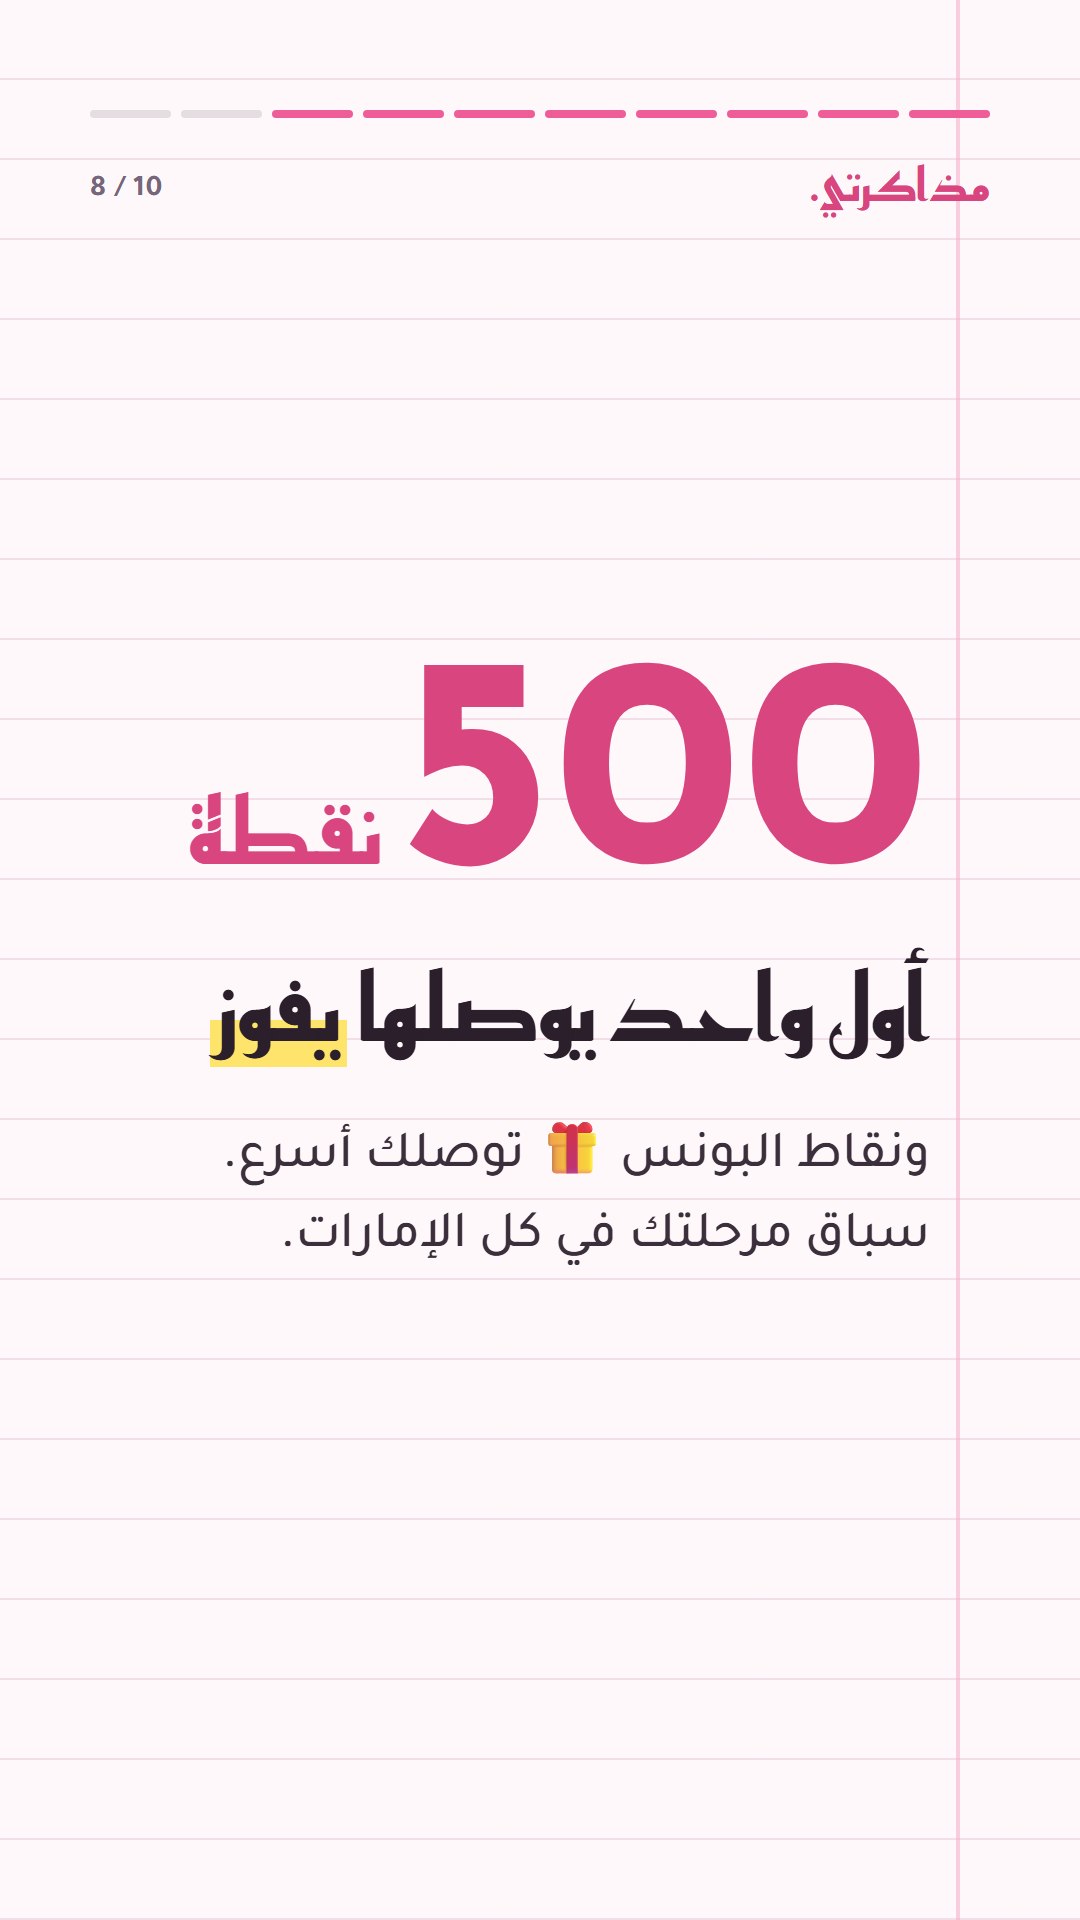 مذاكرتي.
8 / 10
500 نقطة
أول واحد يوصلها يفوز
ونقاط البونس 🎁 توصلك أسرع.
سباق مرحلتك في كل الإمارات.